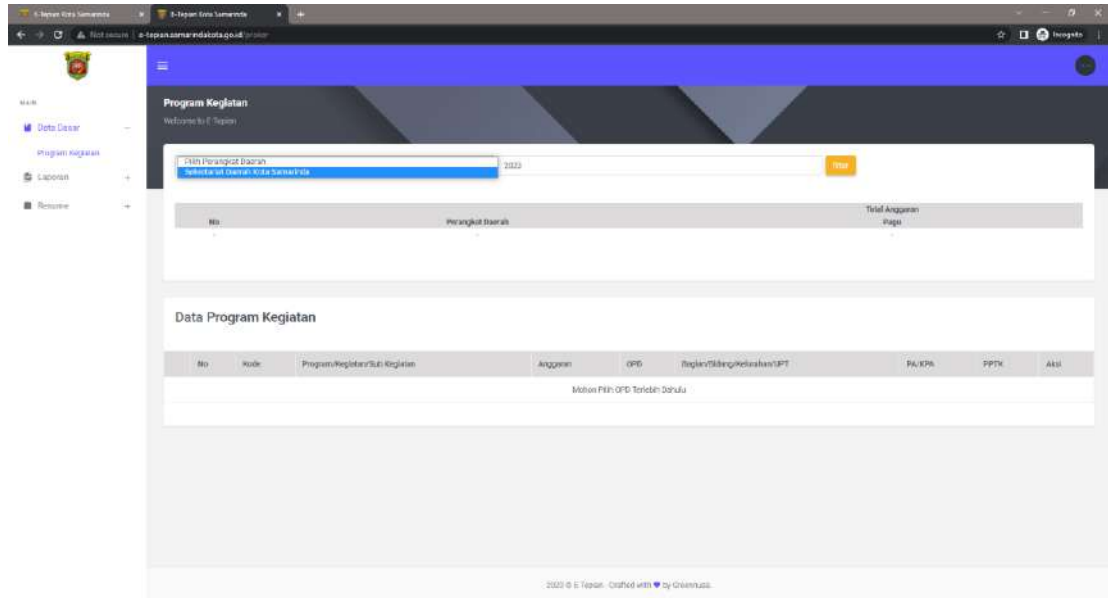 E-Tepian Kota Samarinda
E-Tepian Kota Samarinda
Not secure | e-tepian.samarindakota.go.id/proker
Incognito
MAIN
Data Dasar
Program Kegiatan
Laporan
Resume
Program Kegiatan
Welcome to E-Tepian
Pilih Perangkat Daerah
Sekretariat Daerah Kota Samarinda
filter
No Perangkat Daerah Total Anggaran
Pagu
- - -
Data Program Kegiatan
No Kode Program/Kegiatan/Sub Kegiatan Anggaran OPD Bagian/Bidang/Kelurahan/UPT PA/KPA PPTK Aksi
Mohon Pilih OPD Terlebih Dahulu
© E-Tepian - Crafted with by Greennusa.